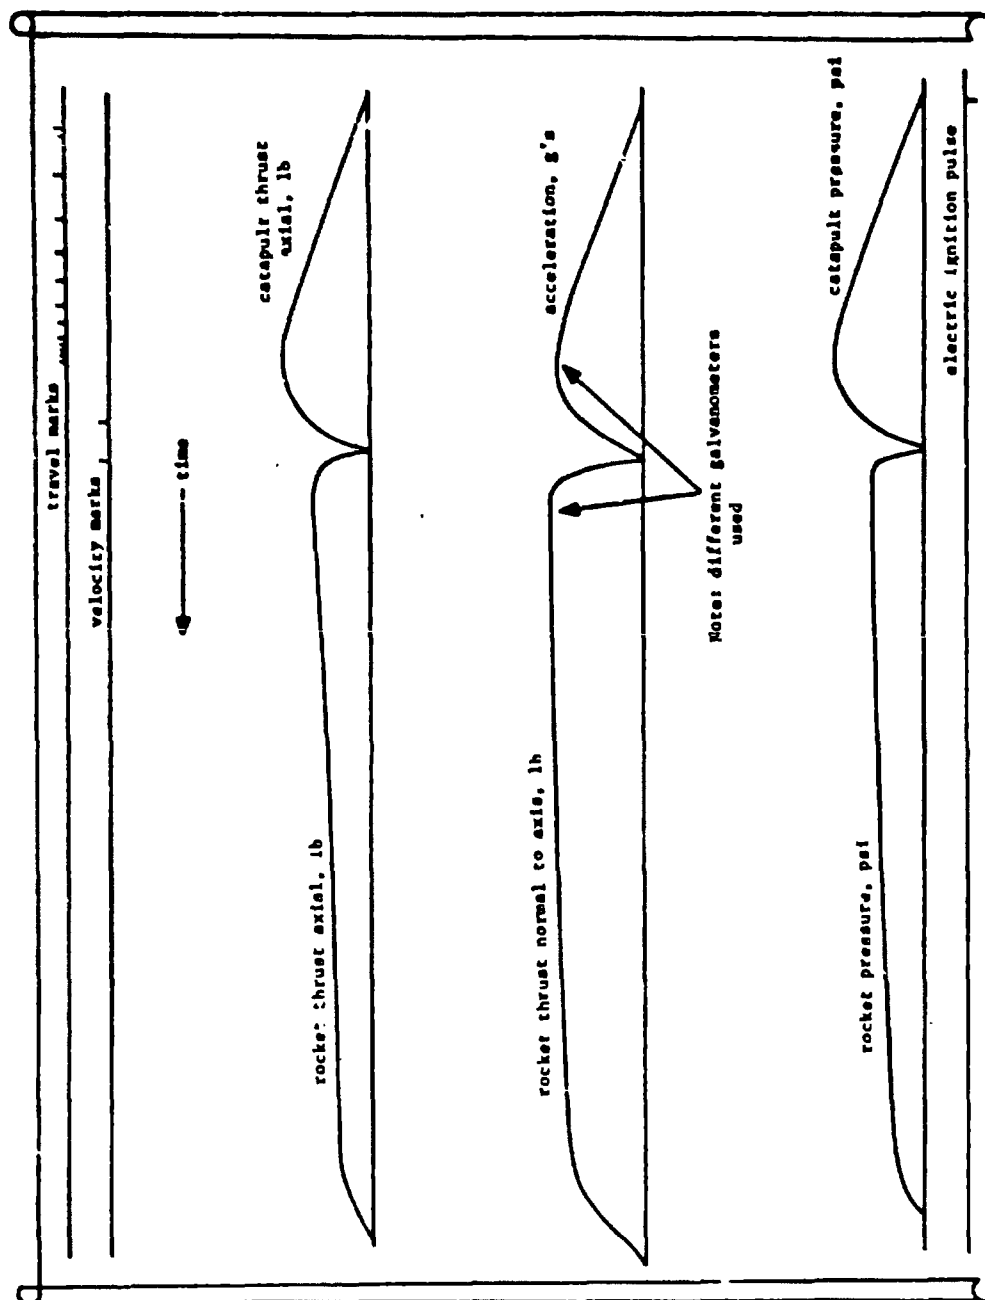 travel marks
velocity marks
time
catapult thrust
axial, lb
rocket thrust axial, lb
acceleration, g's
rocket thrust normal to axis, lb
Note: different galvanometers
used
catapult pressure, psi
rocket pressure, psi
electric ignition pulse